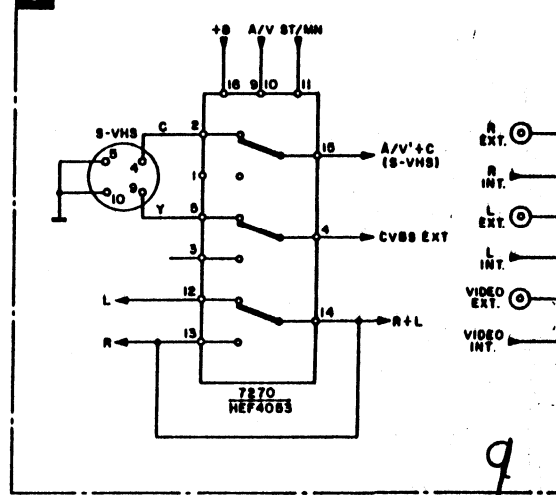 +B A/V ST/MN
16 9 10 11
S-VHS C 2
5 4
10 9
Y 5
1
3
15 A/V'+C
(S-VHS)
4 CVBS EXT
L 12
R 13
14 R+L
7270
HEF4053
R
EXT.
R
INT.
L
EXT.
L
INT.
VIDEO
EXT.
VIDEO
INT.
9